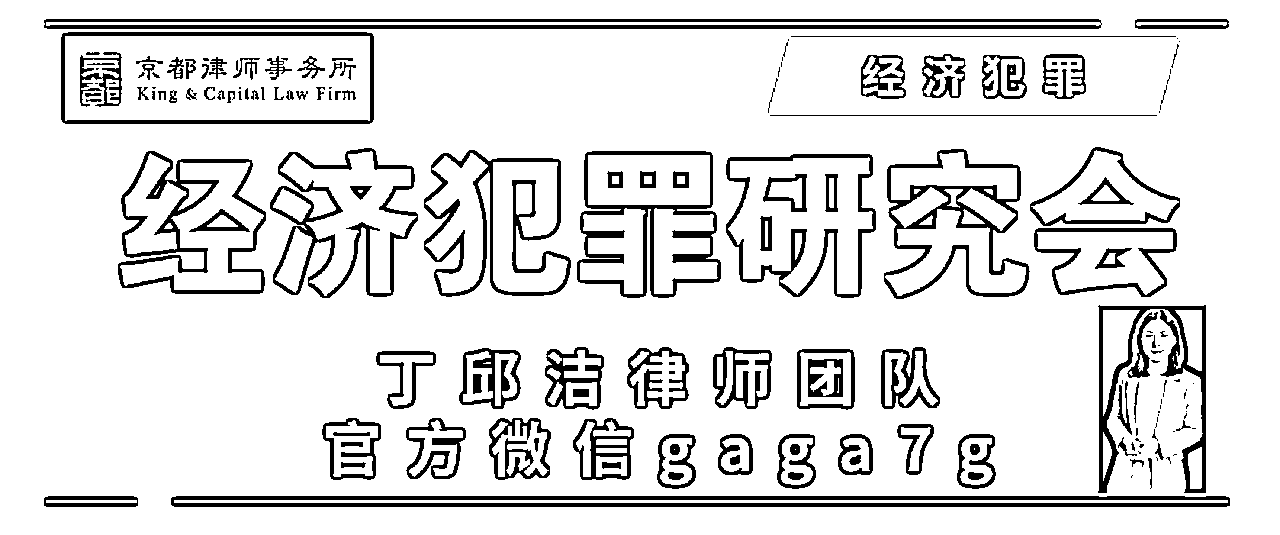 京都律师事务所
King & Capital Law Firm
经济犯罪
经济犯罪研究会
丁邱洁律师团队
官方微信gaga7g